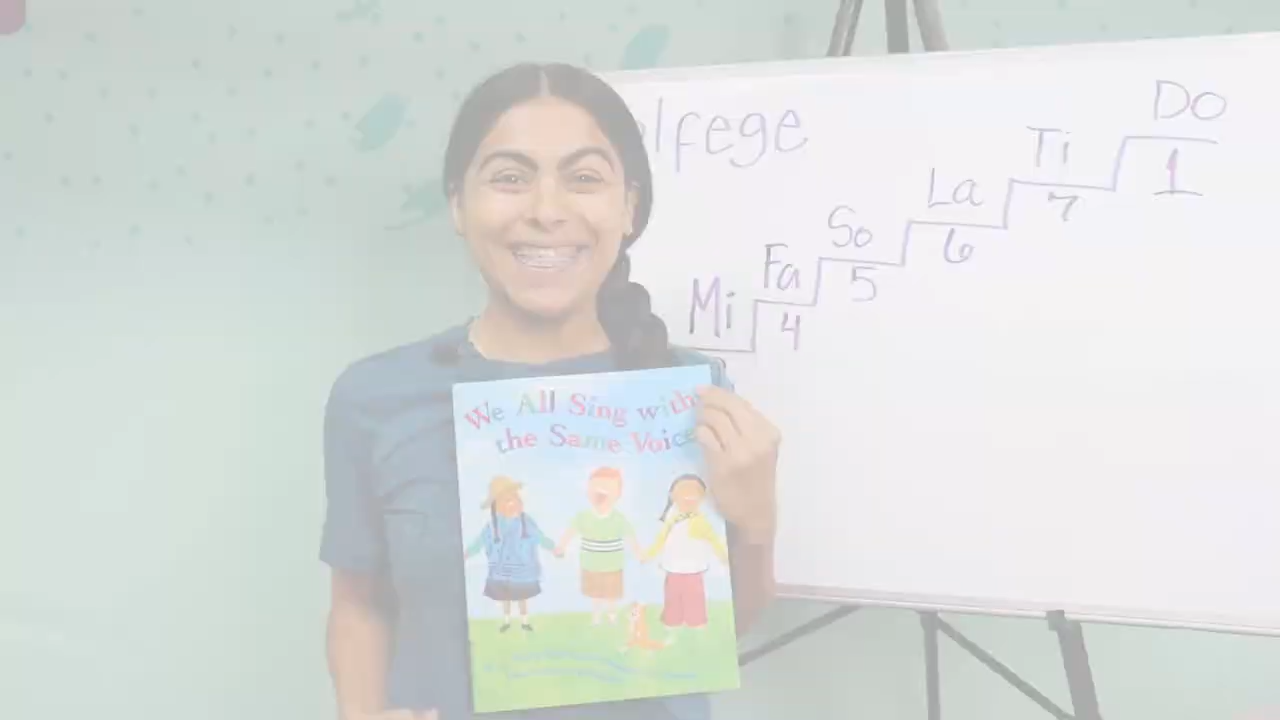 lfege
Do
Ti
1
La
7
So
6
Fa
5
Mi
4
We All Sing with
the Same Voice